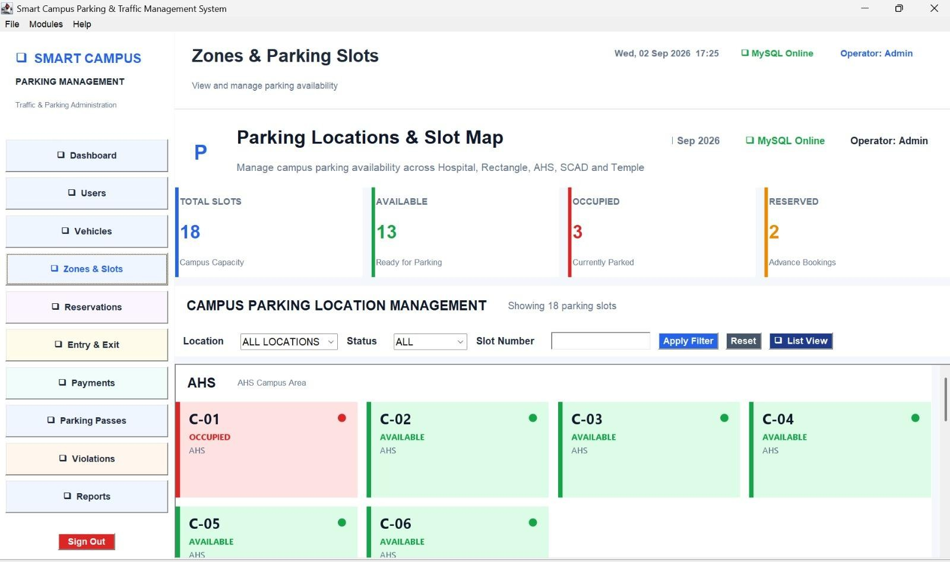 Smart Campus Parking & Traffic Management System
File Modules Help
SMART CAMPUS
PARKING MANAGEMENT
Traffic & Parking Administration
Dashboard
Users
Vehicles
Zones & Slots
Reservations
Entry & Exit
Payments
Parking Passes
Violations
Reports
Sign Out
Zones & Parking Slots
View and manage parking availability
Wed, 02 Sep 2026 17:25 MySQL Online Operator: Admin
P
Parking Locations & Slot Map
Manage campus parking availability across Hospital, Rectangle, AHS, SCAD and Temple
Sep 2026 MySQL Online Operator: Admin
TOTAL SLOTS
18
Campus Capacity
AVAILABLE
13
Ready for Parking
OCCUPIED
3
Currently Parked
RESERVED
2
Advance Bookings
CAMPUS PARKING LOCATION MANAGEMENT Showing 18 parking slots
Location ALL LOCATIONS Status ALL Slot Number Apply Filter Reset List View
AHS AHS Campus Area
C-01
OCCUPIED
AHS
C-02
AVAILABLE
AHS
C-03
AVAILABLE
AHS
C-04
AVAILABLE
AHS
C-05
AVAILABLE
AHS
C-06
AVAILABLE
AHS